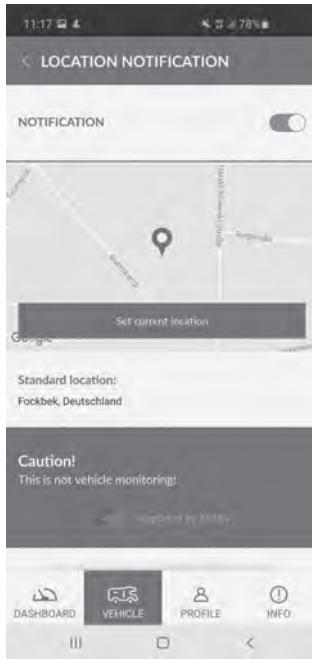 11:17 78%
LOCATION NOTIFICATION
NOTIFICATION
Set current location
Google
Standard location:
Fockbek, Deutschland
Caution!
This is not vehicle monitoring!
DASHBOARD VEHICLE PROFILE INFO